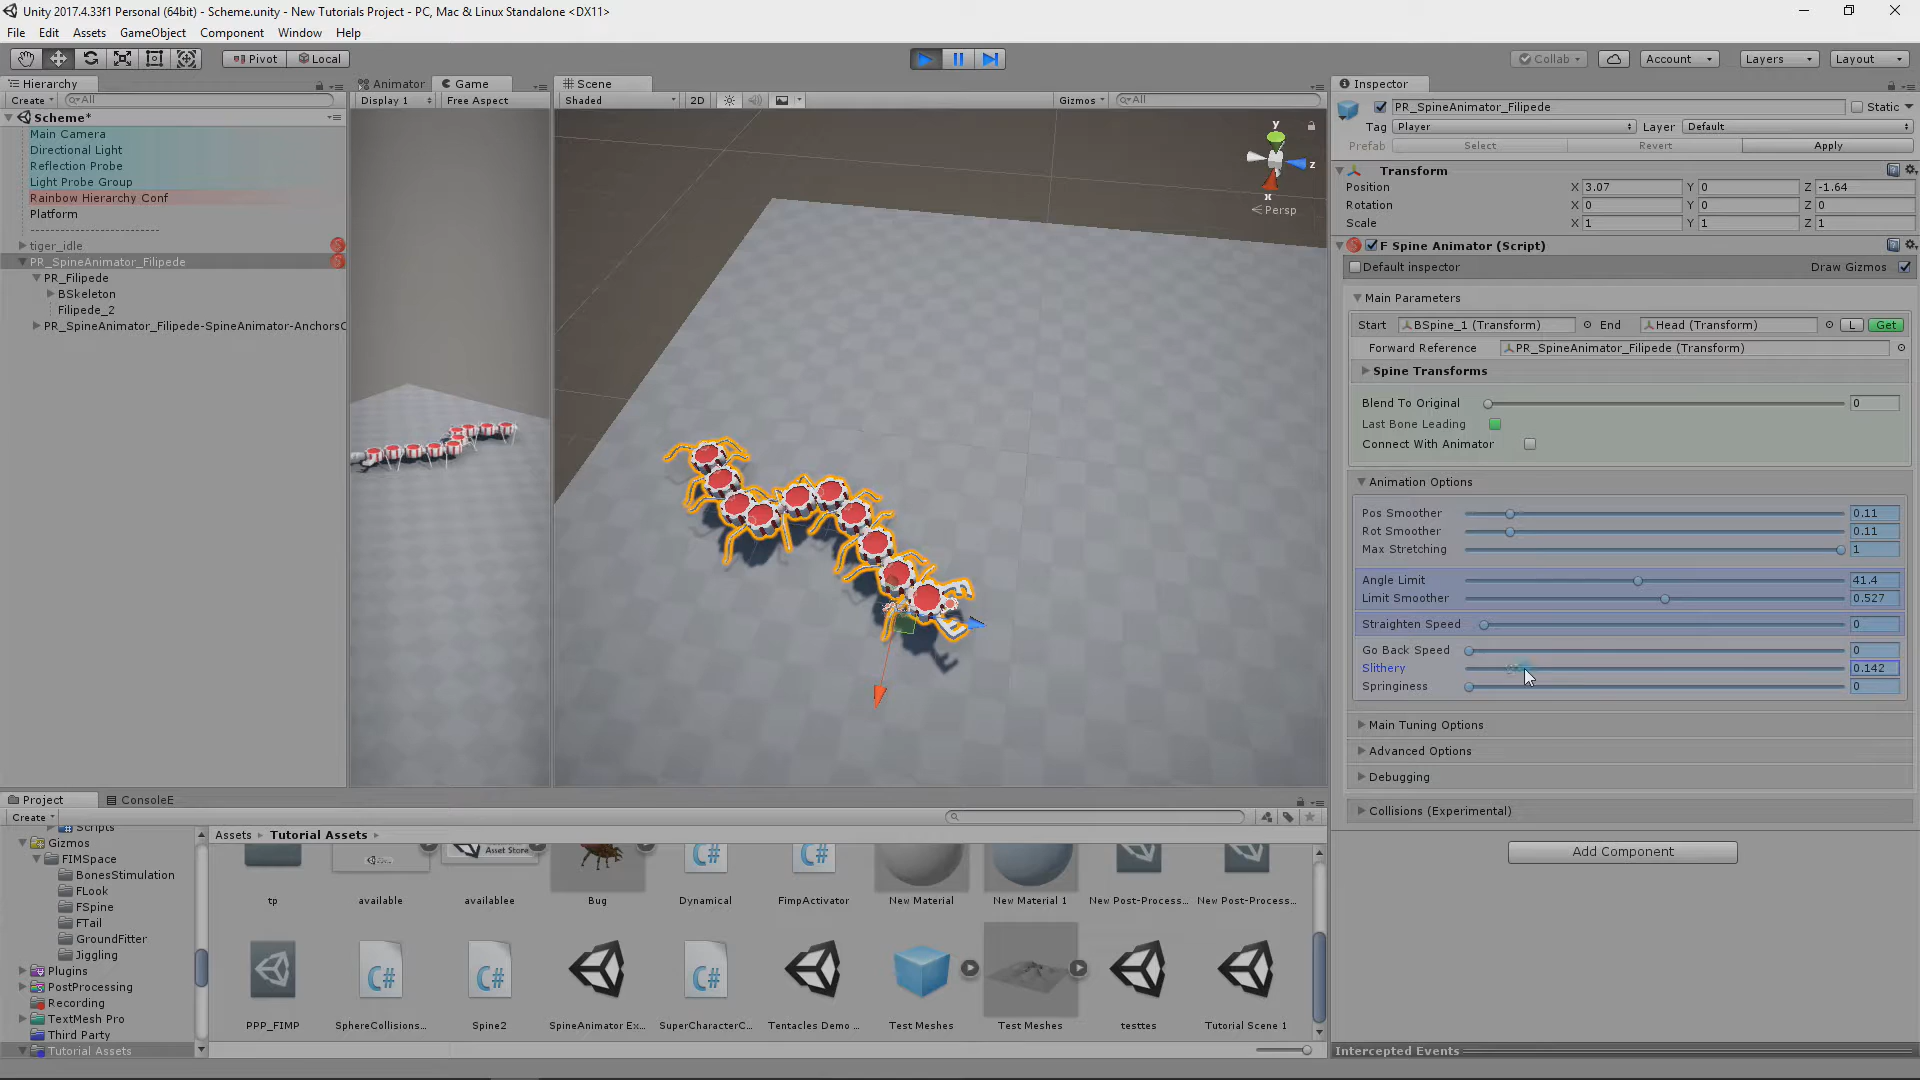 Unity 2017.4.33f1 Personal (64bit) - Scheme.unity - New Tutorials Project - PC, Mac & Linux Standalone <DX11>
File Edit Assets GameObject Component Window Help
Pivot Local Collab Account Layers Layout
Hierarchy
Create All
Scheme*
Main Camera
Directional Light
Reflection Probe
Light Probe Group
Rainbow Hierarchy Conf
Platform
------------------------
tiger_idle
PR_SpineAnimator_Filipede
PR_Filipede
BSkeleton
Filipede_2
PR_SpineAnimator_Filipede-SpineAnimator-AnchorsC
Animator Game
Display 1 Free Aspect
Scene
Shaded 2D Gizmos All
y
z
x
Persp
Inspector
PR_SpineAnimator_Filipede Static
Tag Player Layer Default
Prefab Select Revert Apply
Transform
Position X 3.07 Y 0 Z -1.64
Rotation X 0 Y 0 Z 0
Scale X 1 Y 1 Z 1
F Spine Animator (Script)
Default inspector Draw Gizmos
Main Parameters
Start BSpine_1 (Transform) End Head (Transform) L Get
Forward Reference PR_SpineAnimator_Filipede (Transform)
Spine Transforms
Blend To Original 0
Last Bone Leading
Connect With Animator
Animation Options
Pos Smoother 0.11
Rot Smoother 0.11
Max Stretching 1
Angle Limit 41.4
Limit Smoother 0.527
Straighten Speed 0
Go Back Speed 0
Slithery 0.142
Springiness 0
Main Tuning Options
Advanced Options
Debugging
Collisions (Experimental)
Add Component
Intercepted Events
Project ConsoleE
Create
Scripts
Gizmos
FIMSpace
BonesStimulation
FLook
FSpine
FTail
GroundFitter
Jiggling
Plugins
PostProcessing
Recording
TextMesh Pro
Third Party
Tutorial Assets
Assets Tutorial Assets
Asset Store
C# C#
tp available availablee Bug Dynamical FimpActivator New Material New Material 1 New Post-Process... New Post-Process...
C# C# C#
PPP_FIMP SphereCollisions... Spine2 SpineAnimator Ex... SuperCharacterC... Tentacles Demo ... Test Meshes Test Meshes testtes Tutorial Scene 1